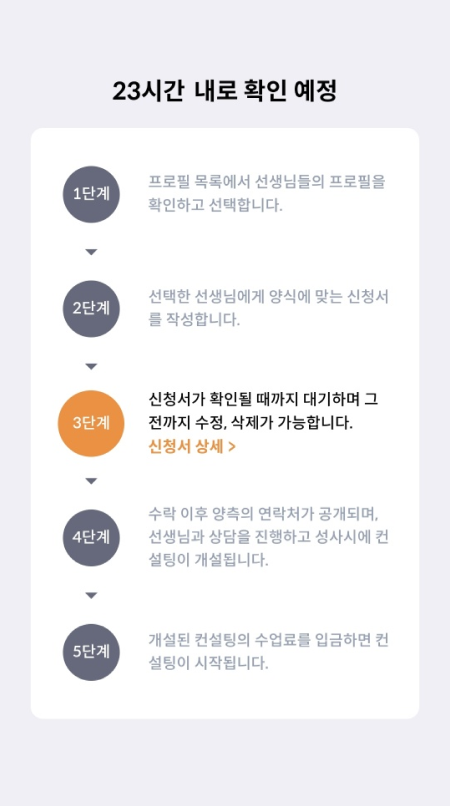 23시간 내로 확인 예정
1단계
프로필 목록에서 선생님들의 프로필을
확인하고 선택합니다.
2단계
선택한 선생님에게 양식에 맞는 신청서
를 작성합니다.
3단계
신청서가 확인될 때까지 대기하며 그
전까지 수정, 삭제가 가능합니다.
신청서 상세 >
4단계
수락 이후 양측의 연락처가 공개되며,
선생님과 상담을 진행하고 성사시에 컨
설팅이 개설됩니다.
5단계
개설된 컨설팅의 수업료를 입금하면 컨
설팅이 시작됩니다.